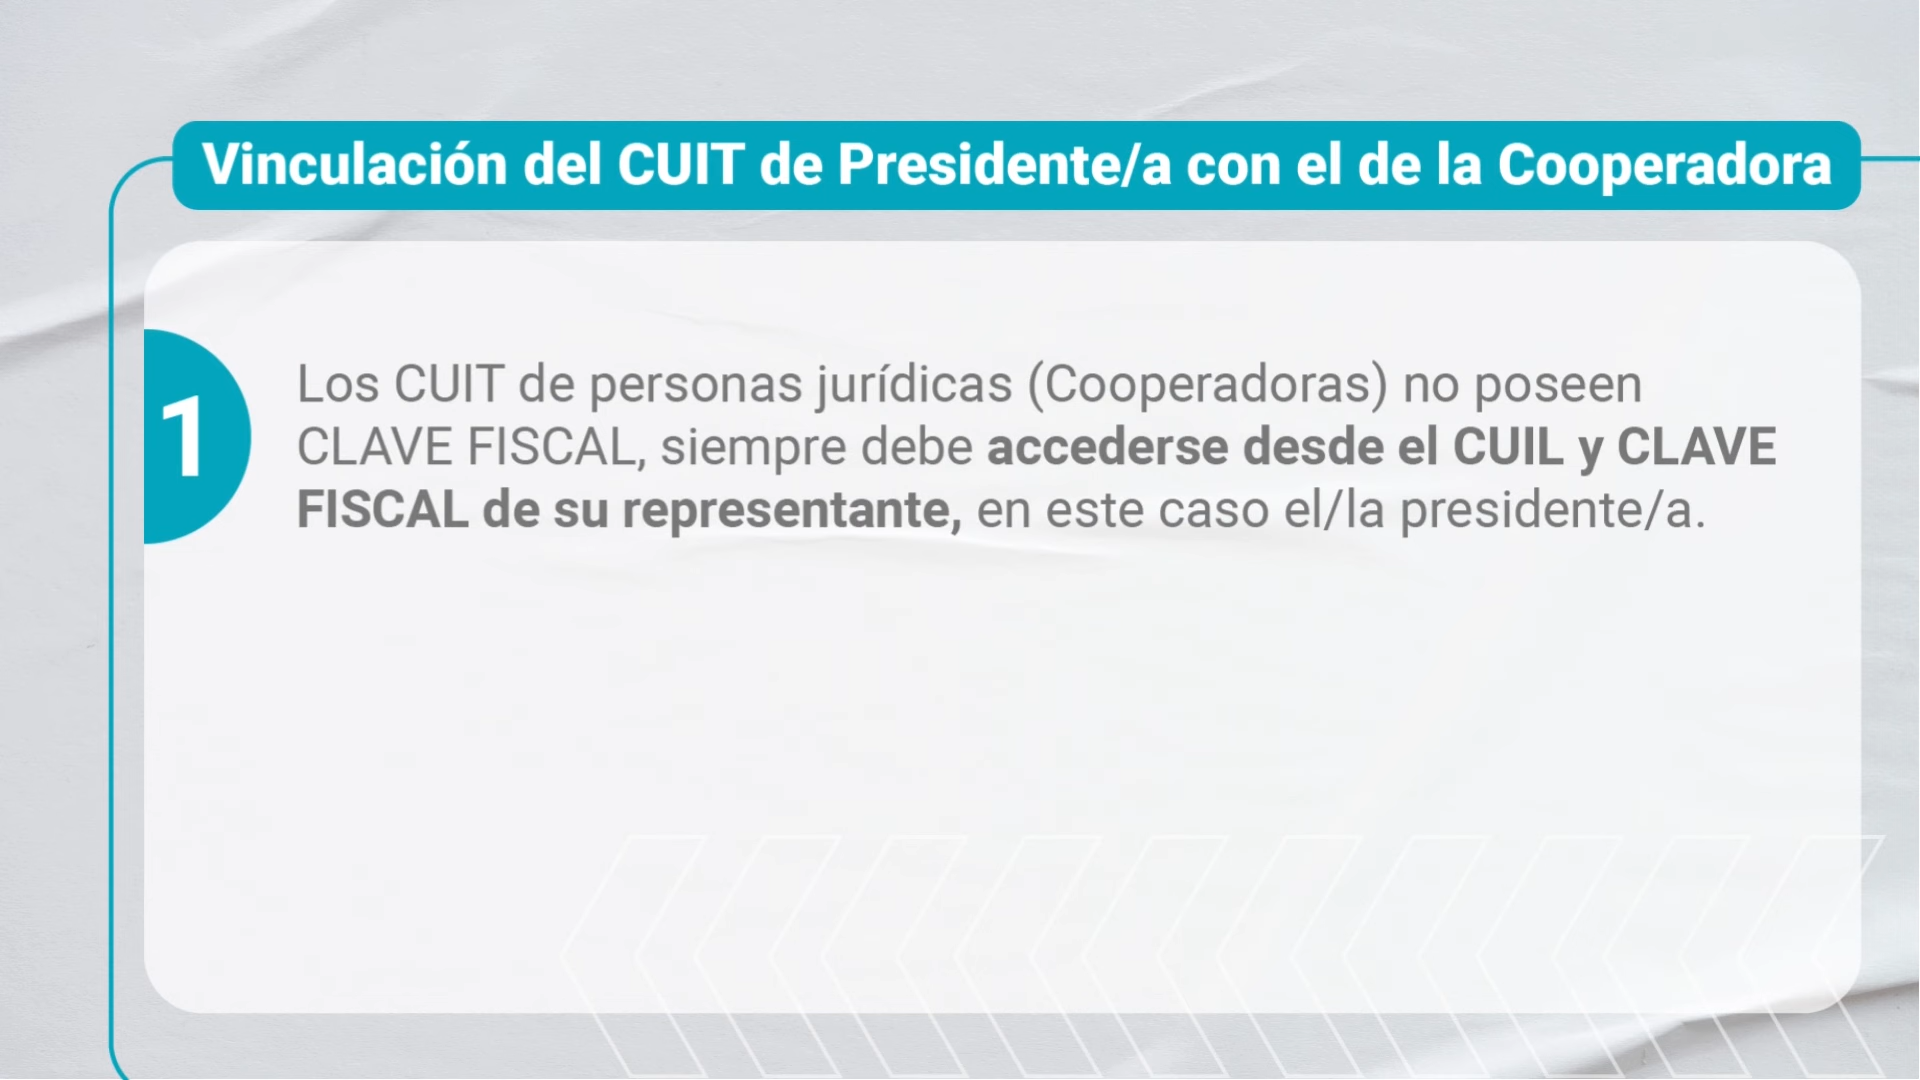 Vinculación del CUIT de Presidente/a con el de la Cooperadora
1
Los CUIT de personas jurídicas (Cooperadoras) no poseen
CLAVE FISCAL, siempre debe accederse desde el CUIL y CLAVE
FISCAL de su representante, en este caso el/la presidente/a.